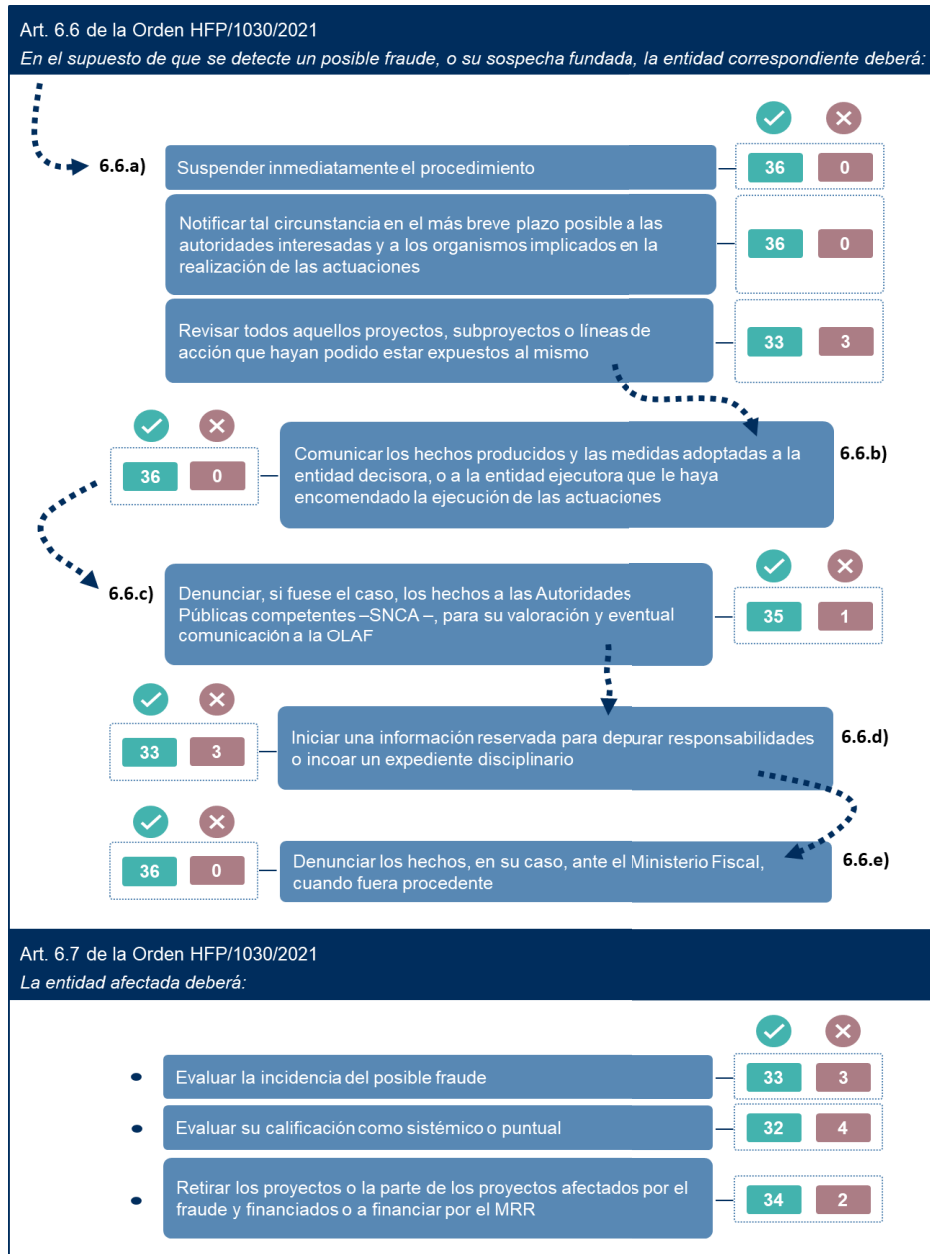 Art. 6.6 de la Orden HFP/1030/2021
En el supuesto de que se detecte un posible fraude, o su sospecha fundada, la entidad correspondiente deberá:
6.6.a)
Suspender inmediatamente el procedimiento
36
0
Notificar tal circunstancia en el más breve plazo posible a las
autoridades interesadas y a los organismos implicados en la
realización de las actuaciones
36
0
Revisar todos aquellos proyectos, subproyectos o líneas de
acción que hayan podido estar expuestos al mismo
33
3
36
0
Comunicar los hechos producidos y las medidas adoptadas a la
entidad decisora, o a la entidad ejecutora que le haya
encomendado la ejecución de las actuaciones
6.6.b)
6.6.c)
Denunciar, si fuese el caso, los hechos a las Autoridades
Públicas competentes –SNCA –, para su valoración y eventual
comunicación a la OLAF
35
1
33
3
Iniciar una información reservada para depurar responsabilidades
o incoar un expediente disciplinario
6.6.d)
36
0
Denunciar los hechos, en su caso, ante el Ministerio Fiscal,
cuando fuera procedente
6.6.e)
Art. 6.7 de la Orden HFP/1030/2021
La entidad afectada deberá:
Evaluar la incidencia del posible fraude
33
3
Evaluar su calificación como sistémico o puntual
32
4
Retirar los proyectos o la parte de los proyectos afectados por el
fraude y financiados o a financiar por el MRR
34
2